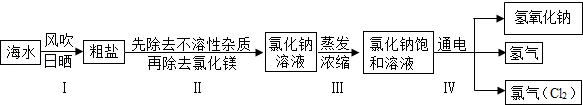 海水
风吹
日晒
粗盐
先除去不溶性杂质
再除去氯化镁
氯化钠
溶液
蒸发
浓缩
氯化钠饱
和溶液
通电
氢氧化钠
氢气
氯气(Cl₂)
I
II
III
IV